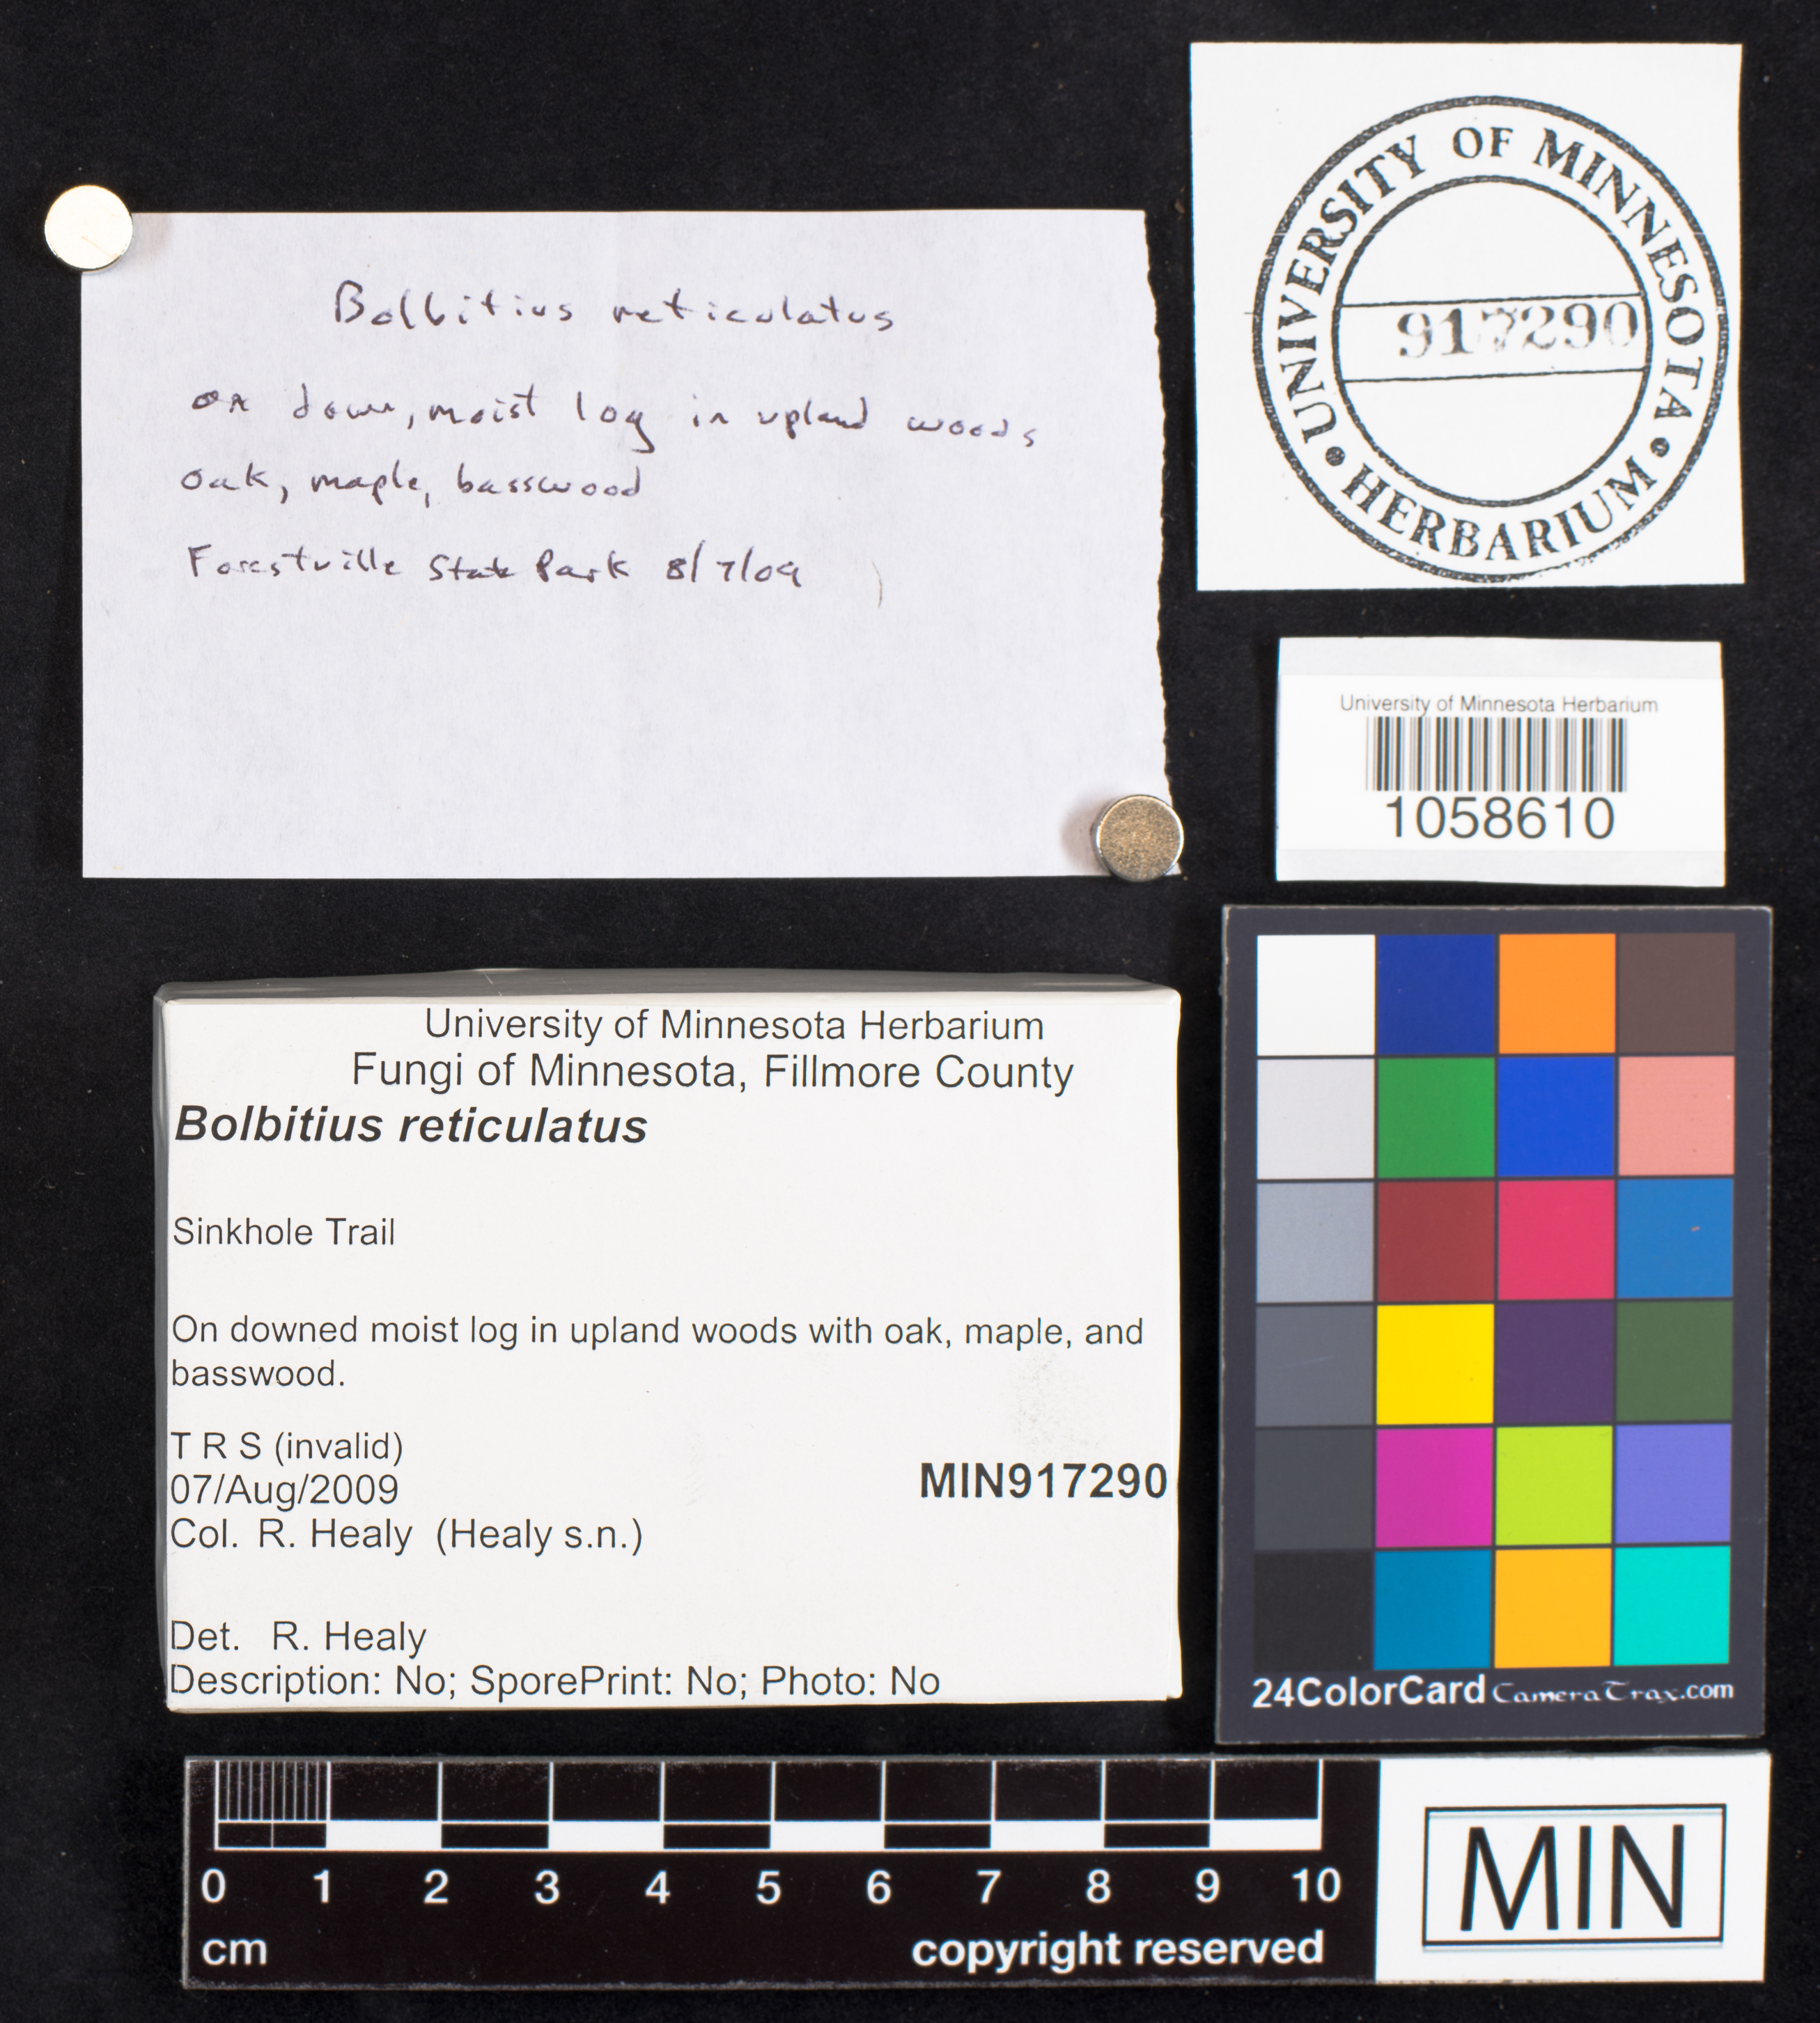 Bolbitius reticulatus
on down, moist log in upland woods
oak, maple, basswood
Forestville State Park 8/7/09
UNIVERSITY OF MINNESOTA
917290
• HERBARIUM •
University of Minnesota Herbarium
1058610
University of Minnesota Herbarium
Fungi of Minnesota, Fillmore County
Bolbitius reticulatus
Sinkhole Trail
On downed moist log in upland woods with oak, maple, and
basswood.
T R S (invalid)
07/Aug/2009
MIN917290
Col. R. Healy (Healy s.n.)
Det. R. Healy
Description: No; SporePrint: No; Photo: No
24ColorCard CameraTrax.com
0 1 2 3 4 5 6 7 8 9 10
cm copyright reserved
MIN